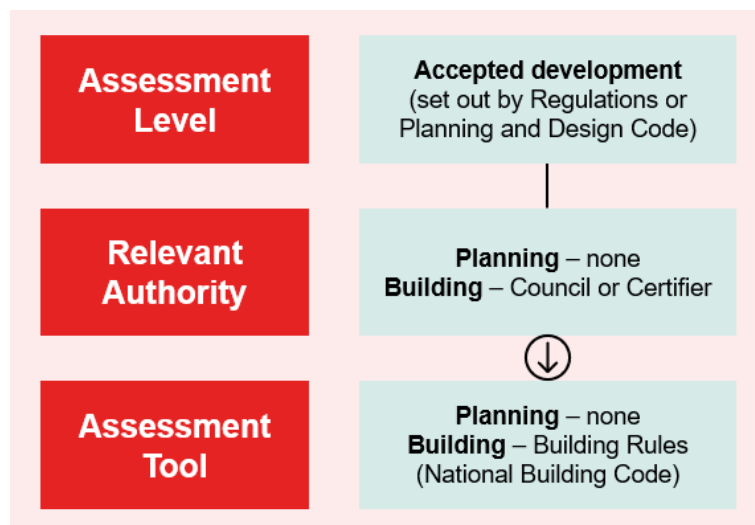 Assessment
Level
Accepted development
(set out by Regulations or
Planning and Design Code)
Relevant
Authority
Planning – none
Building – Council or Certifier
Assessment
Tool
Planning – none
Building – Building Rules
(National Building Code)